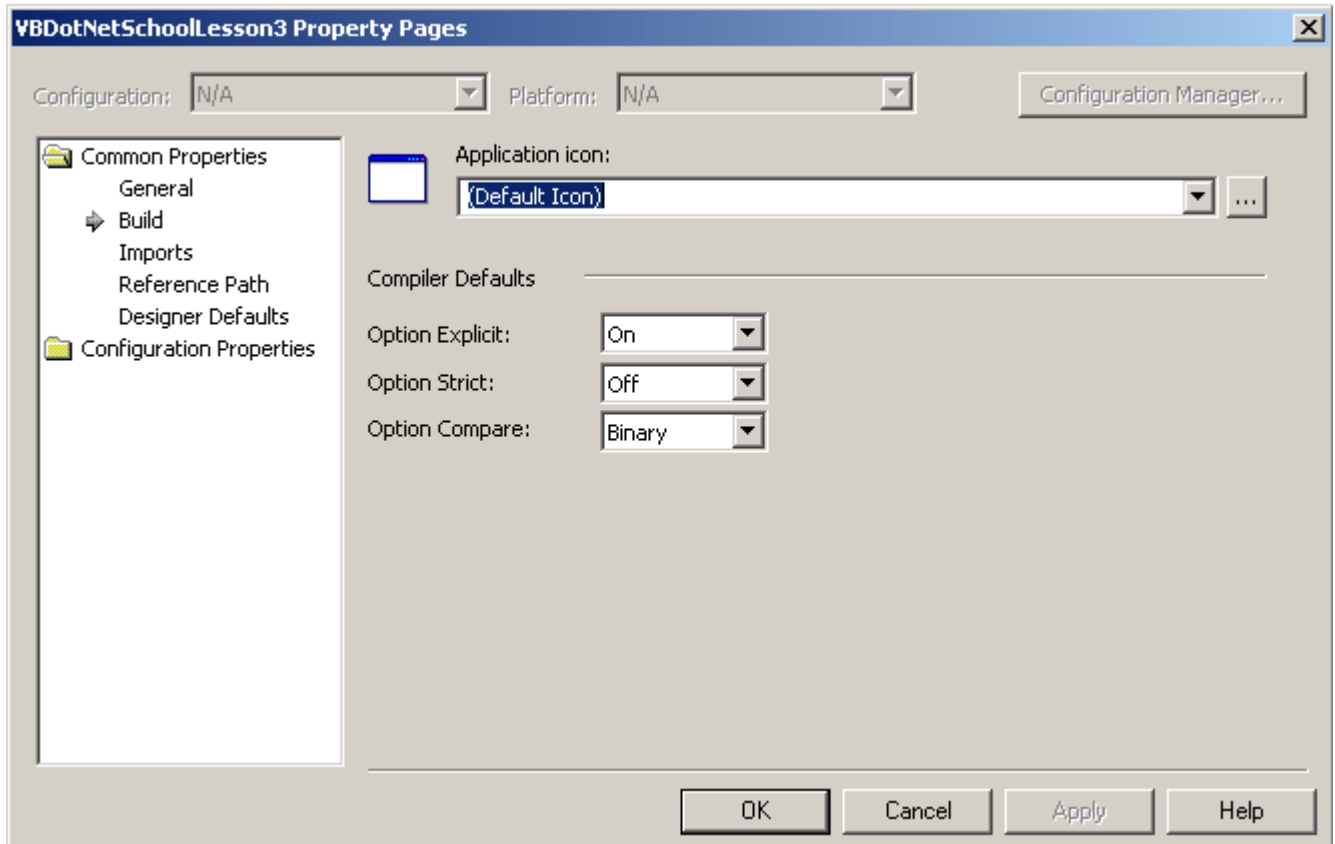 VBDotNetSchoolLesson3 Property Pages
Configuration: N/A Platform: N/A Configuration Manager...
Common Properties
General
Build
Imports
Reference Path
Designer Defaults
Configuration Properties
Application icon:
(Default Icon) ...
Compiler Defaults
Option Explicit: On
Option Strict: Off
Option Compare: Binary
OK Cancel Apply Help